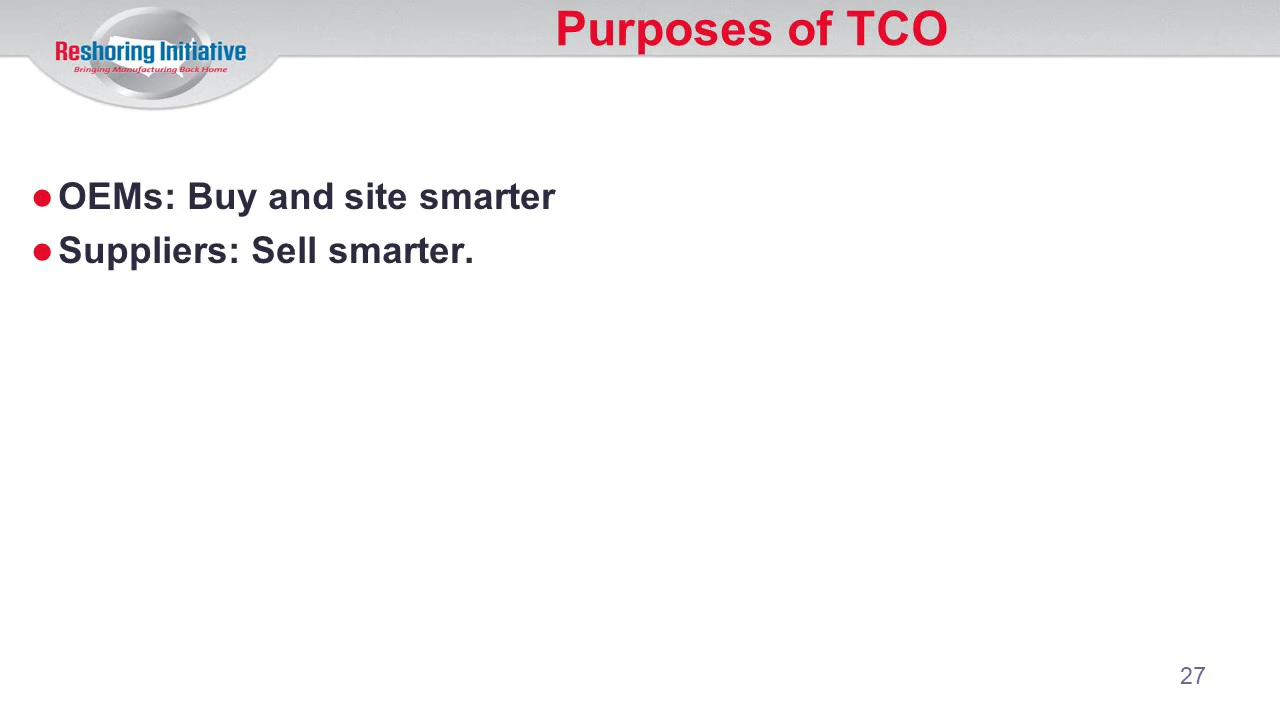 Purposes of TCO
Reshoring Initiative
Bringing Manufacturing Back Home
● OEMs: Buy and site smarter
● Suppliers: Sell smarter.
27